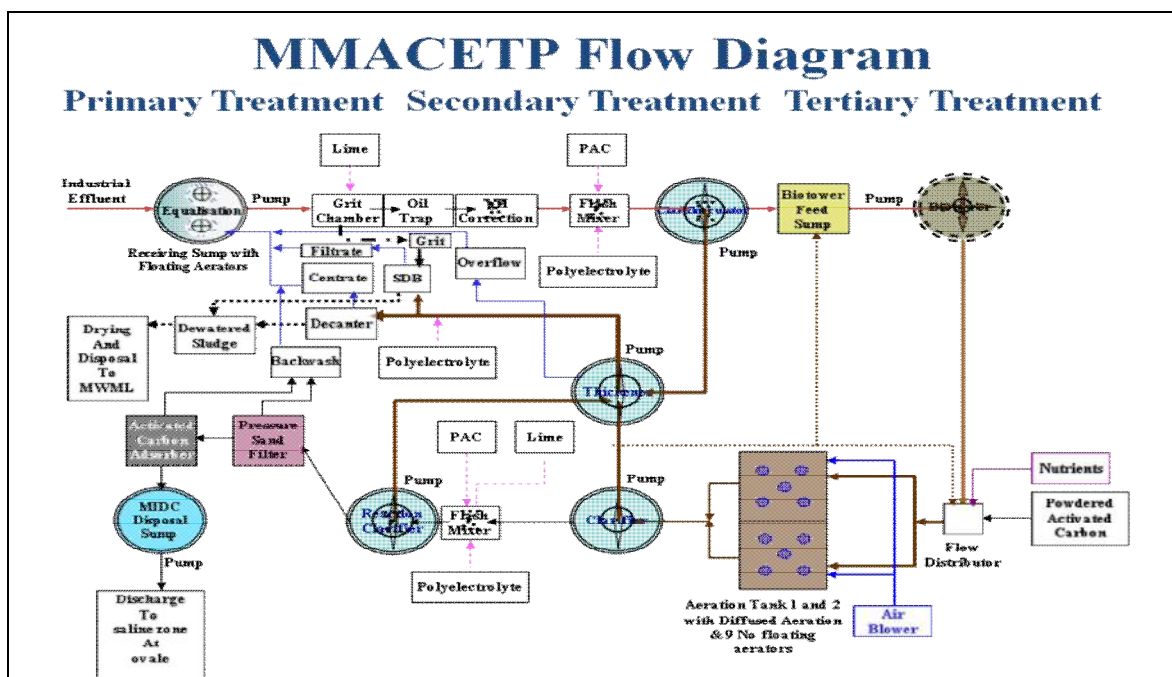 MMACETP Flow Diagram
Primary Treatment Secondary Treatment Tertiary Treatment
Lime
PAC
Industrial
Effluent
Equalisation
Pump
Grit
Chamber
Oil
Trap
Correction
Flash
Mixer
Biotower
Feed
Sump
Pump
Receiving Sump with
Floating Aerators
Grit
Filtrate
Overflow
Polyelectrolyte
Pump
Centrate
SDB
Drying
And
Disposal
To
MWML
Dewatered
Sludge
Decanter
Backwash
Polyelectrolyte
Pump
Thickener
Activated
Carbon
Adsorber
Pressure
Sand
Filter
PAC
Lime
Nutrients
Powdered
Activated
Carbon
MIDC
Disposal
Sump
Pump
Reaction
Clarifier
Flash
Mixer
Pump
Clarifier
Flow
Distributor
Pump
Polyelectrolyte
Discharge
To
saline zone
At
ovale
Aeration Tank 1 and 2
with Diffused Aeration
& 9 No floating
aerators
Air
Blower